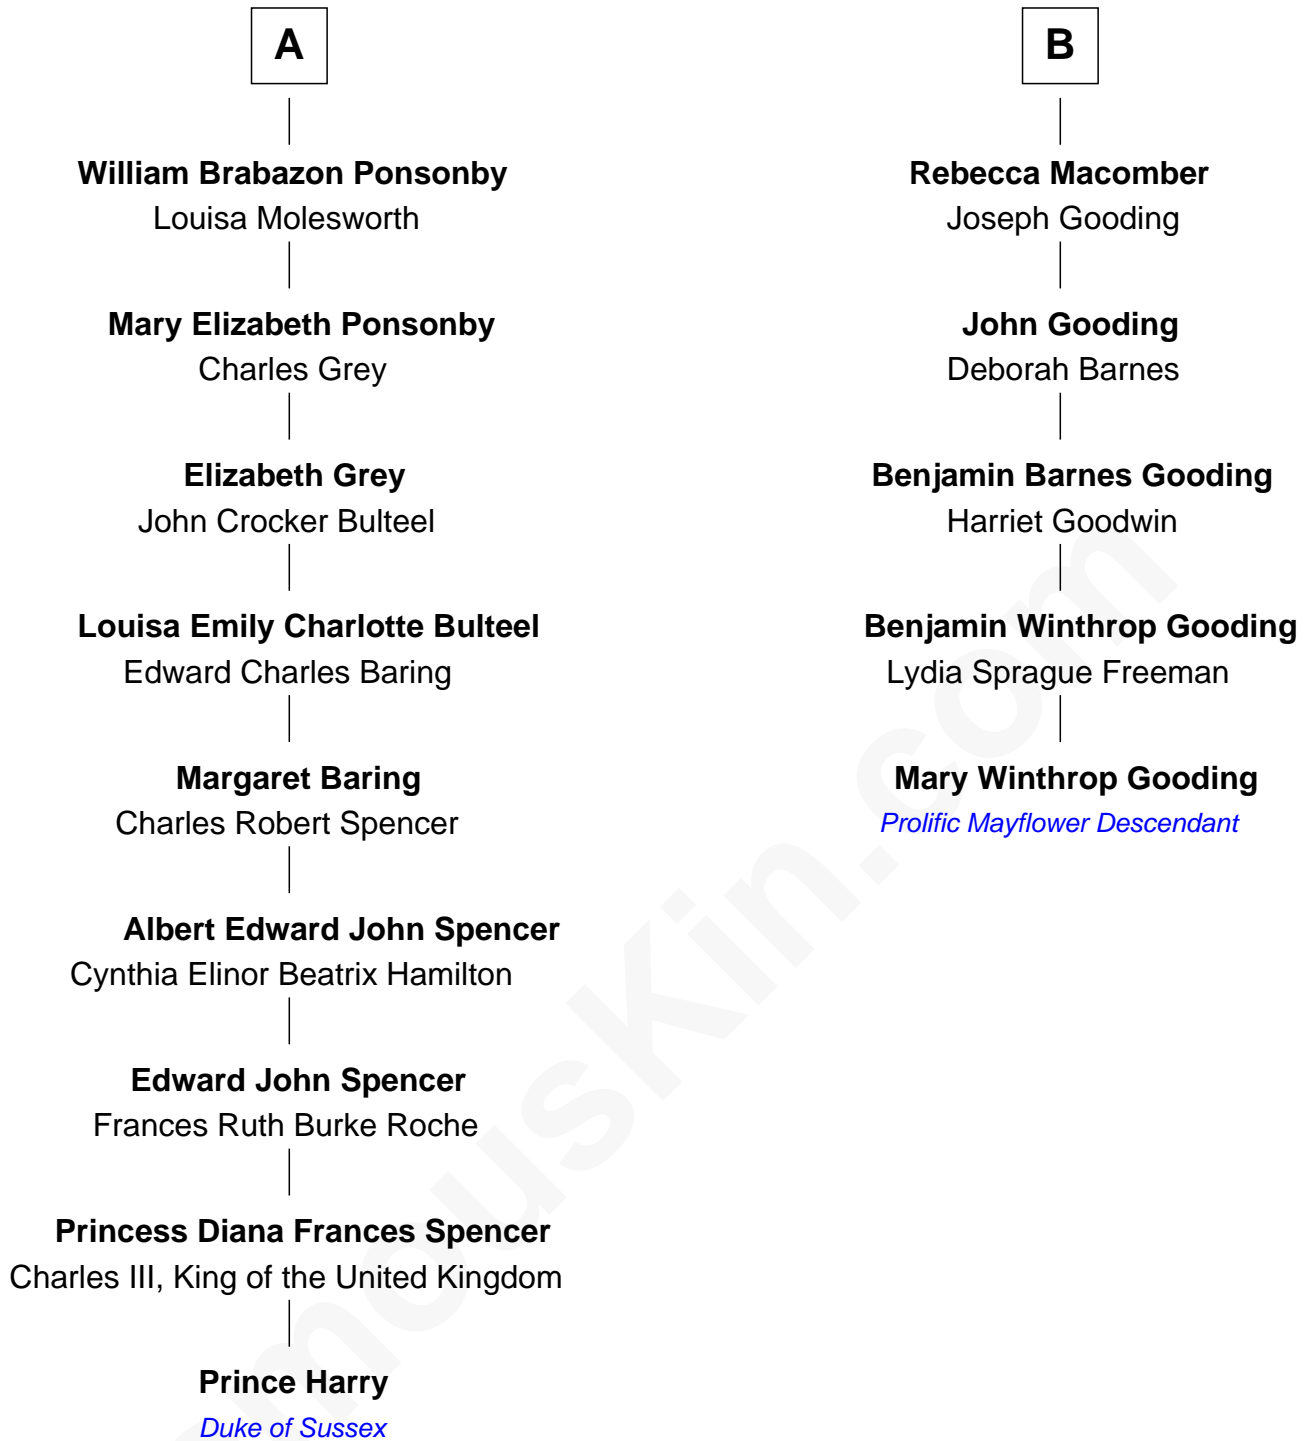 A
William Brabazon Ponsonby
Louisa Molesworth
Mary Elizabeth Ponsonby
Charles Grey
Elizabeth Grey
John Crocker Bulteel
Louisa Emily Charlotte Bulteel
Edward Charles Baring
Margaret Baring
Charles Robert Spencer
Albert Edward John Spencer
Cynthia Elinor Beatrix Hamilton
Edward John Spencer
Frances Ruth Burke Roche
Princess Diana Frances Spencer
Charles III, King of the United Kingdom
Prince Harry
Duke of Sussex
B
Rebecca Macomber
Joseph Gooding
John Gooding
Deborah Barnes
Benjamin Barnes Gooding
Harriet Goodwin
Benjamin Winthrop Gooding
Lydia Sprague Freeman
Mary Winthrop Gooding
Prolific Mayflower Descendant